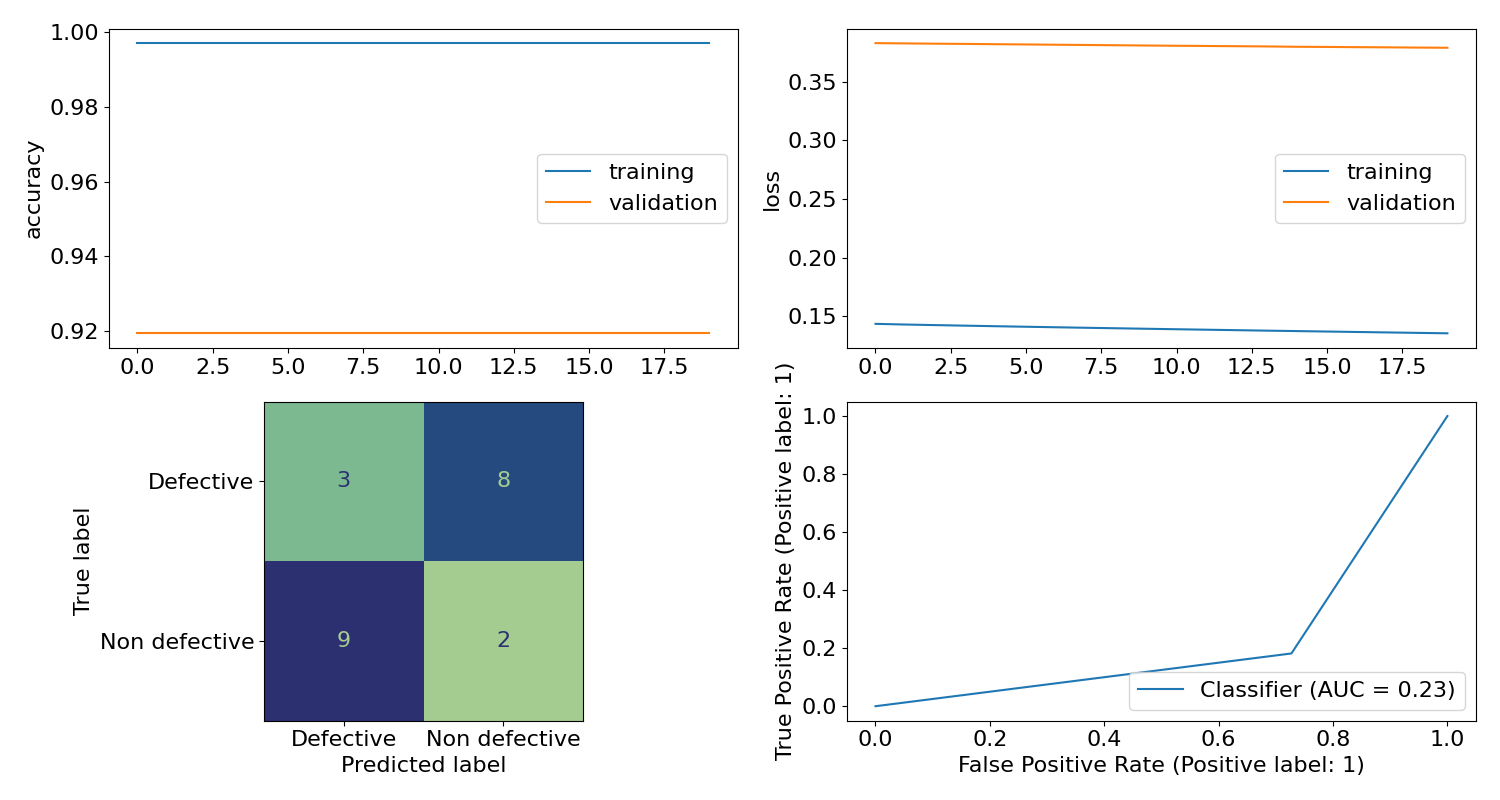 accuracy
1.00
0.98
0.96
0.94
0.92
training
validation
0.0 2.5 5.0 7.5 10.0 12.5 15.0 17.5
loss
0.35
0.30
0.25
0.20
0.15
training
validation
0.0 2.5 5.0 7.5 10.0 12.5 15.0 17.5
True label
Defective
Non defective
3 8
9 2
Defective Non defective
Predicted label
True Positive Rate (Positive label: 1)
1.0
0.8
0.6
0.4
0.2
0.0
Classifier (AUC = 0.23)
0.0 0.2 0.4 0.6 0.8 1.0
False Positive Rate (Positive label: 1)